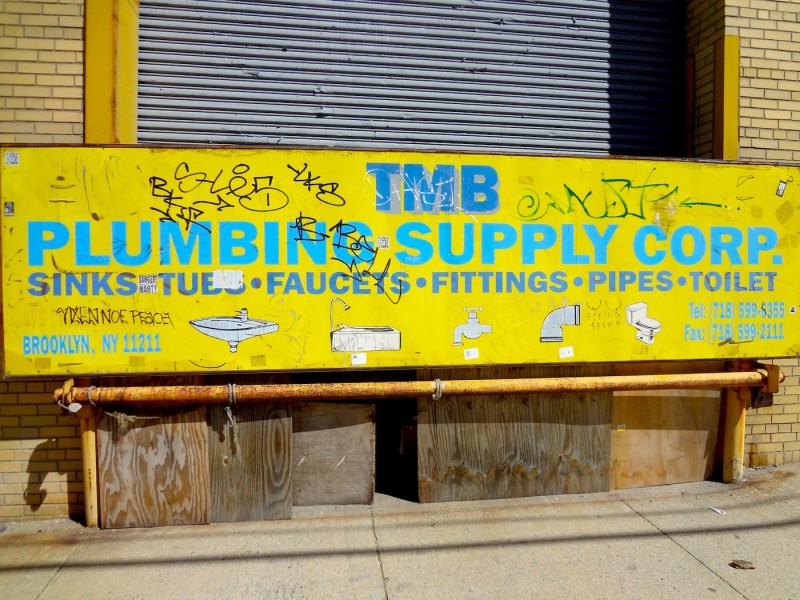 TMB
PLUMBING SUPPLY CORP.
SINKS•TUBS•FAUCETS•FITTINGS•PIPES•TOILET
Tel: (718) 599-6355
Fax: (718) 599-2111
BROOKLYN, NY 11211